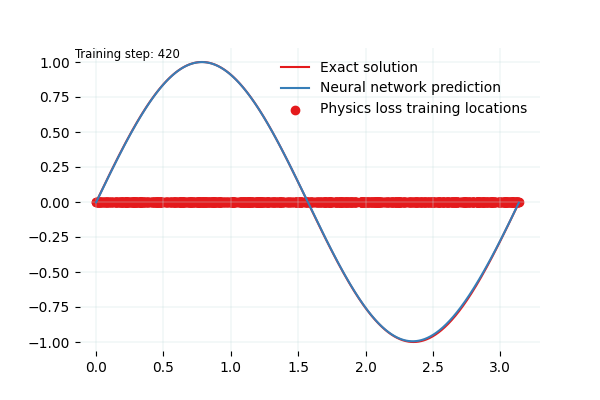 Training step: 420
Exact solution
Neural network prediction
Physics loss training locations
1.00
0.75
0.50
0.25
0.00
−0.25
−0.50
−0.75
−1.00
0.0 0.5 1.0 1.5 2.0 2.5 3.0